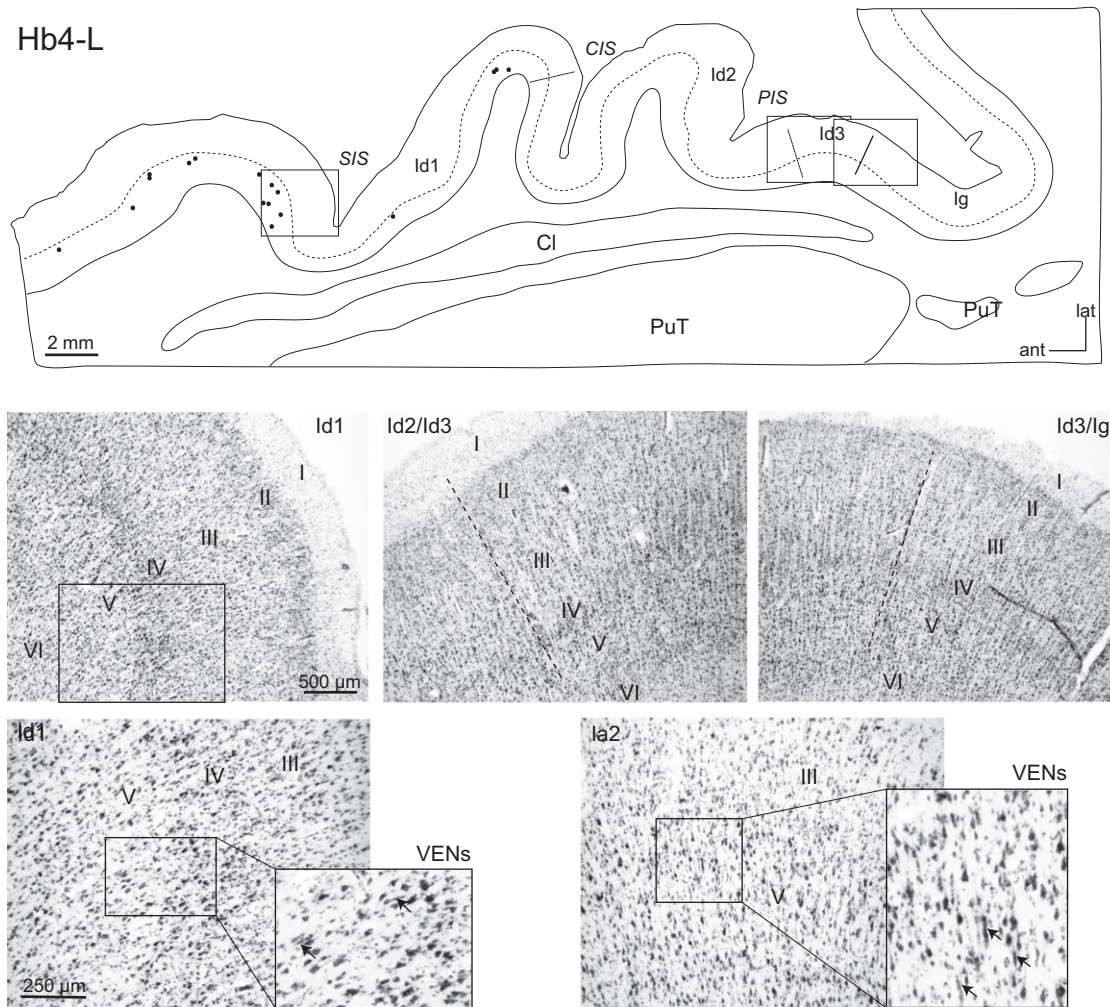 Hb4-L
CIS
Id2
PIS
Id3
SIS
Id1
Ig
Cl
PuT
PuT
lat
ant
2 mm
Id1
I
II
III
IV
V
VI
500 µm
Id2/Id3
I
II
III
IV
V
VI
Id3/Ig
I
II
III
IV
V
VI
Id1
III
IV
V
VENs
250 µm
Ia2
III
V
VENs